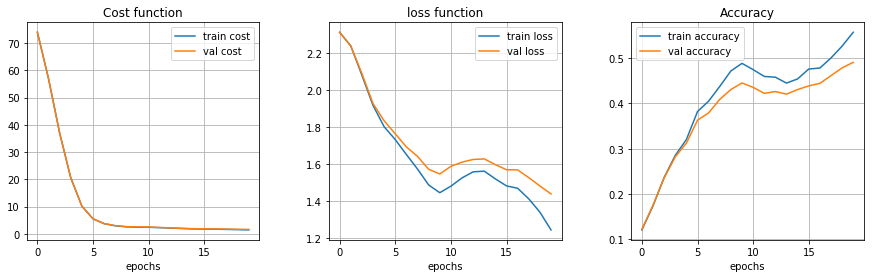 Cost function
train cost
val cost
70
60
50
40
30
20
10
0
0
5
10
15
epochs
loss function
train loss
val loss
2.2
2.0
1.8
1.6
1.4
1.2
0
5
10
15
epochs
Accuracy
train accuracy
val accuracy
0.5
0.4
0.3
0.2
0.1
0
5
10
15
epochs